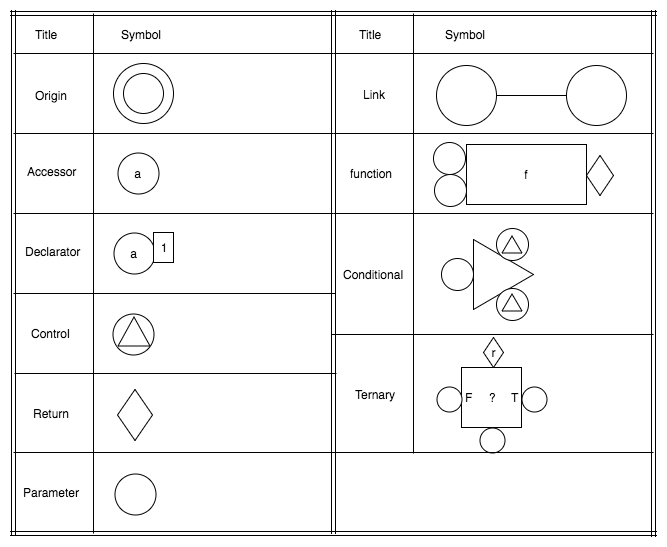 Title Symbol
Origin
Accessor a
Declarator a 1
Control
Return
Parameter
Title Symbol
Link
function f
Conditional
r
Ternary F ? T